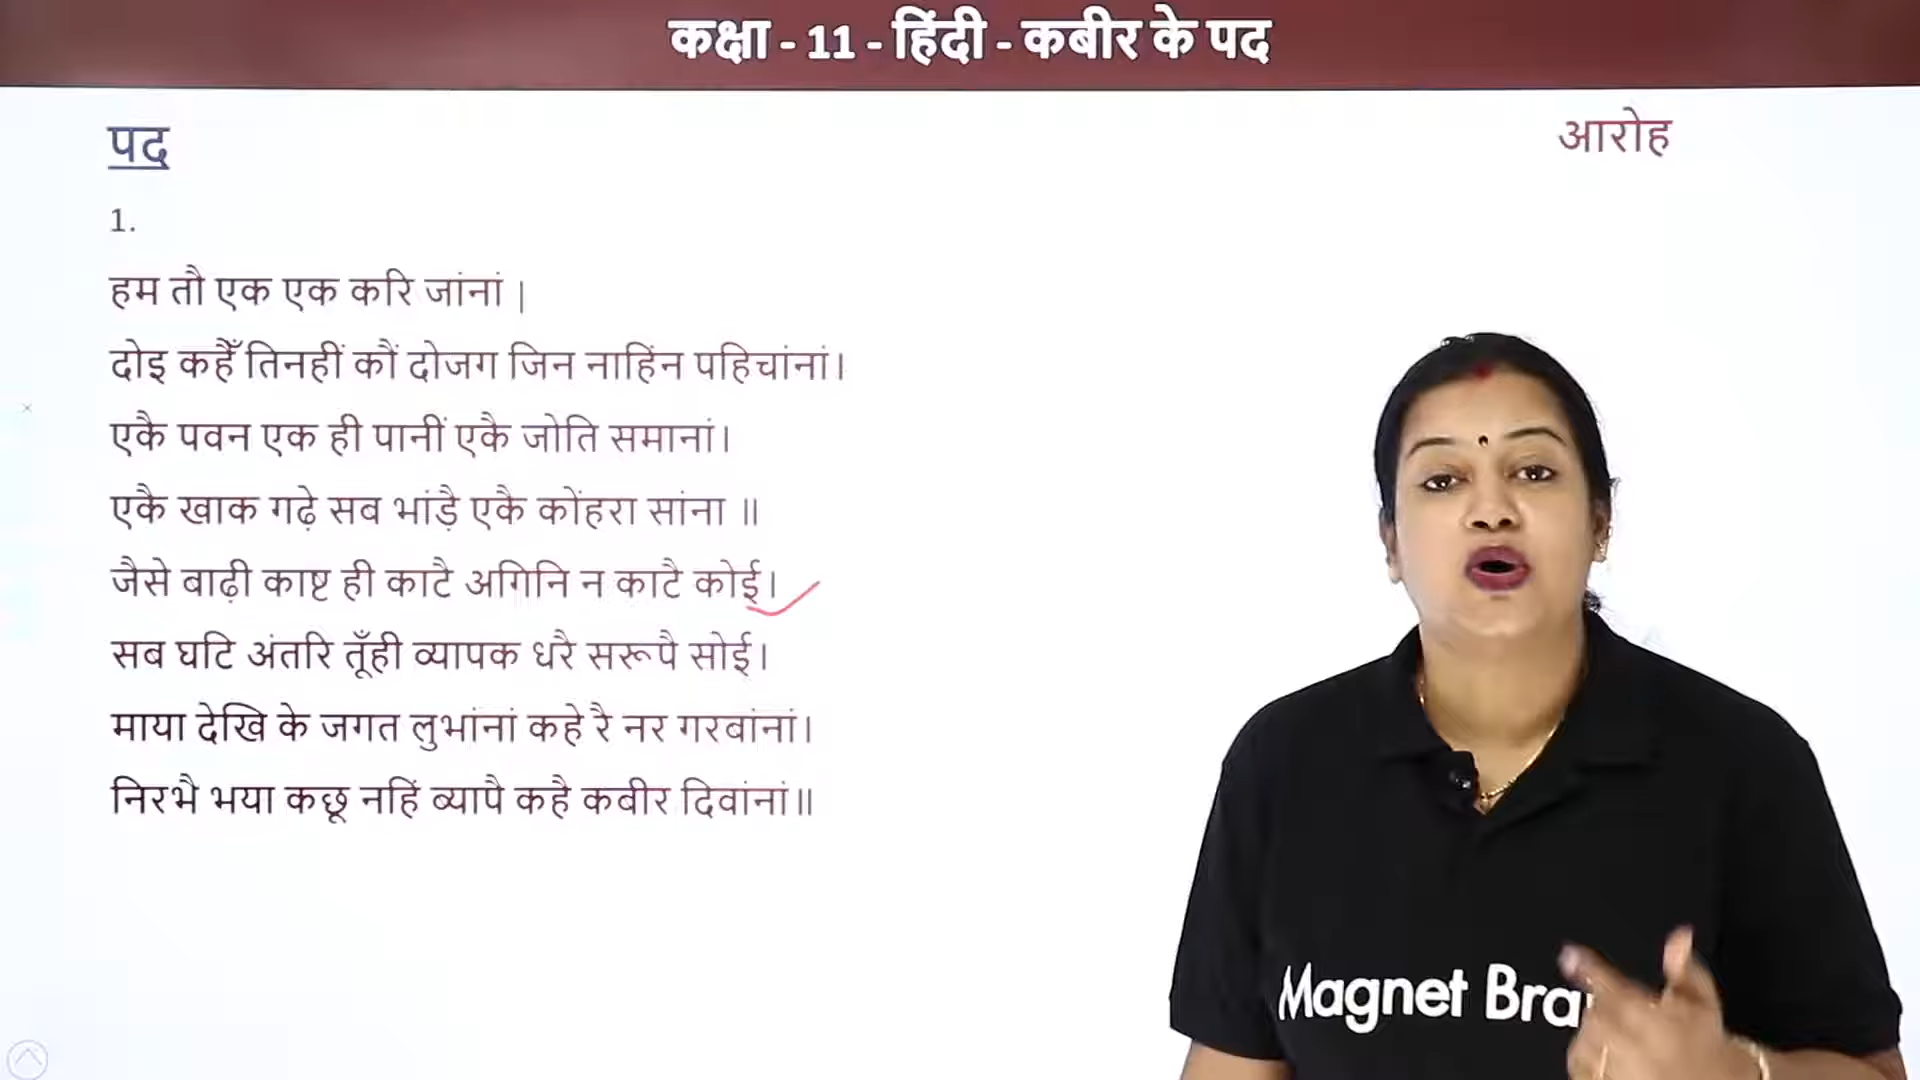 कक्षा - 11 - हिंदी - कबीर के पद
पद
आरोह
1.
हम तौ एक एक करि जांनां |
दोइ कहैँ तिनहीं कौं दोजग जिन नाहिंन पहिचांनां।
एकै पवन एक ही पानीं एकै जोति समानां।
एकै खाक गढ़े सब भांड़ै एकै कोंहरा सांना ॥
जैसे बाढ़ी काष्ट ही काटै अगिनि न काटै कोई।
सब घटि अंतरि तूँही व्यापक धरै सरूपै सोई।
माया देखि के जगत लुभांनां कहे रै नर गरबांनां।
निरभै भया कछू नहिं ब्यापै कहै कबीर दिवांनां॥
Magnet Bra